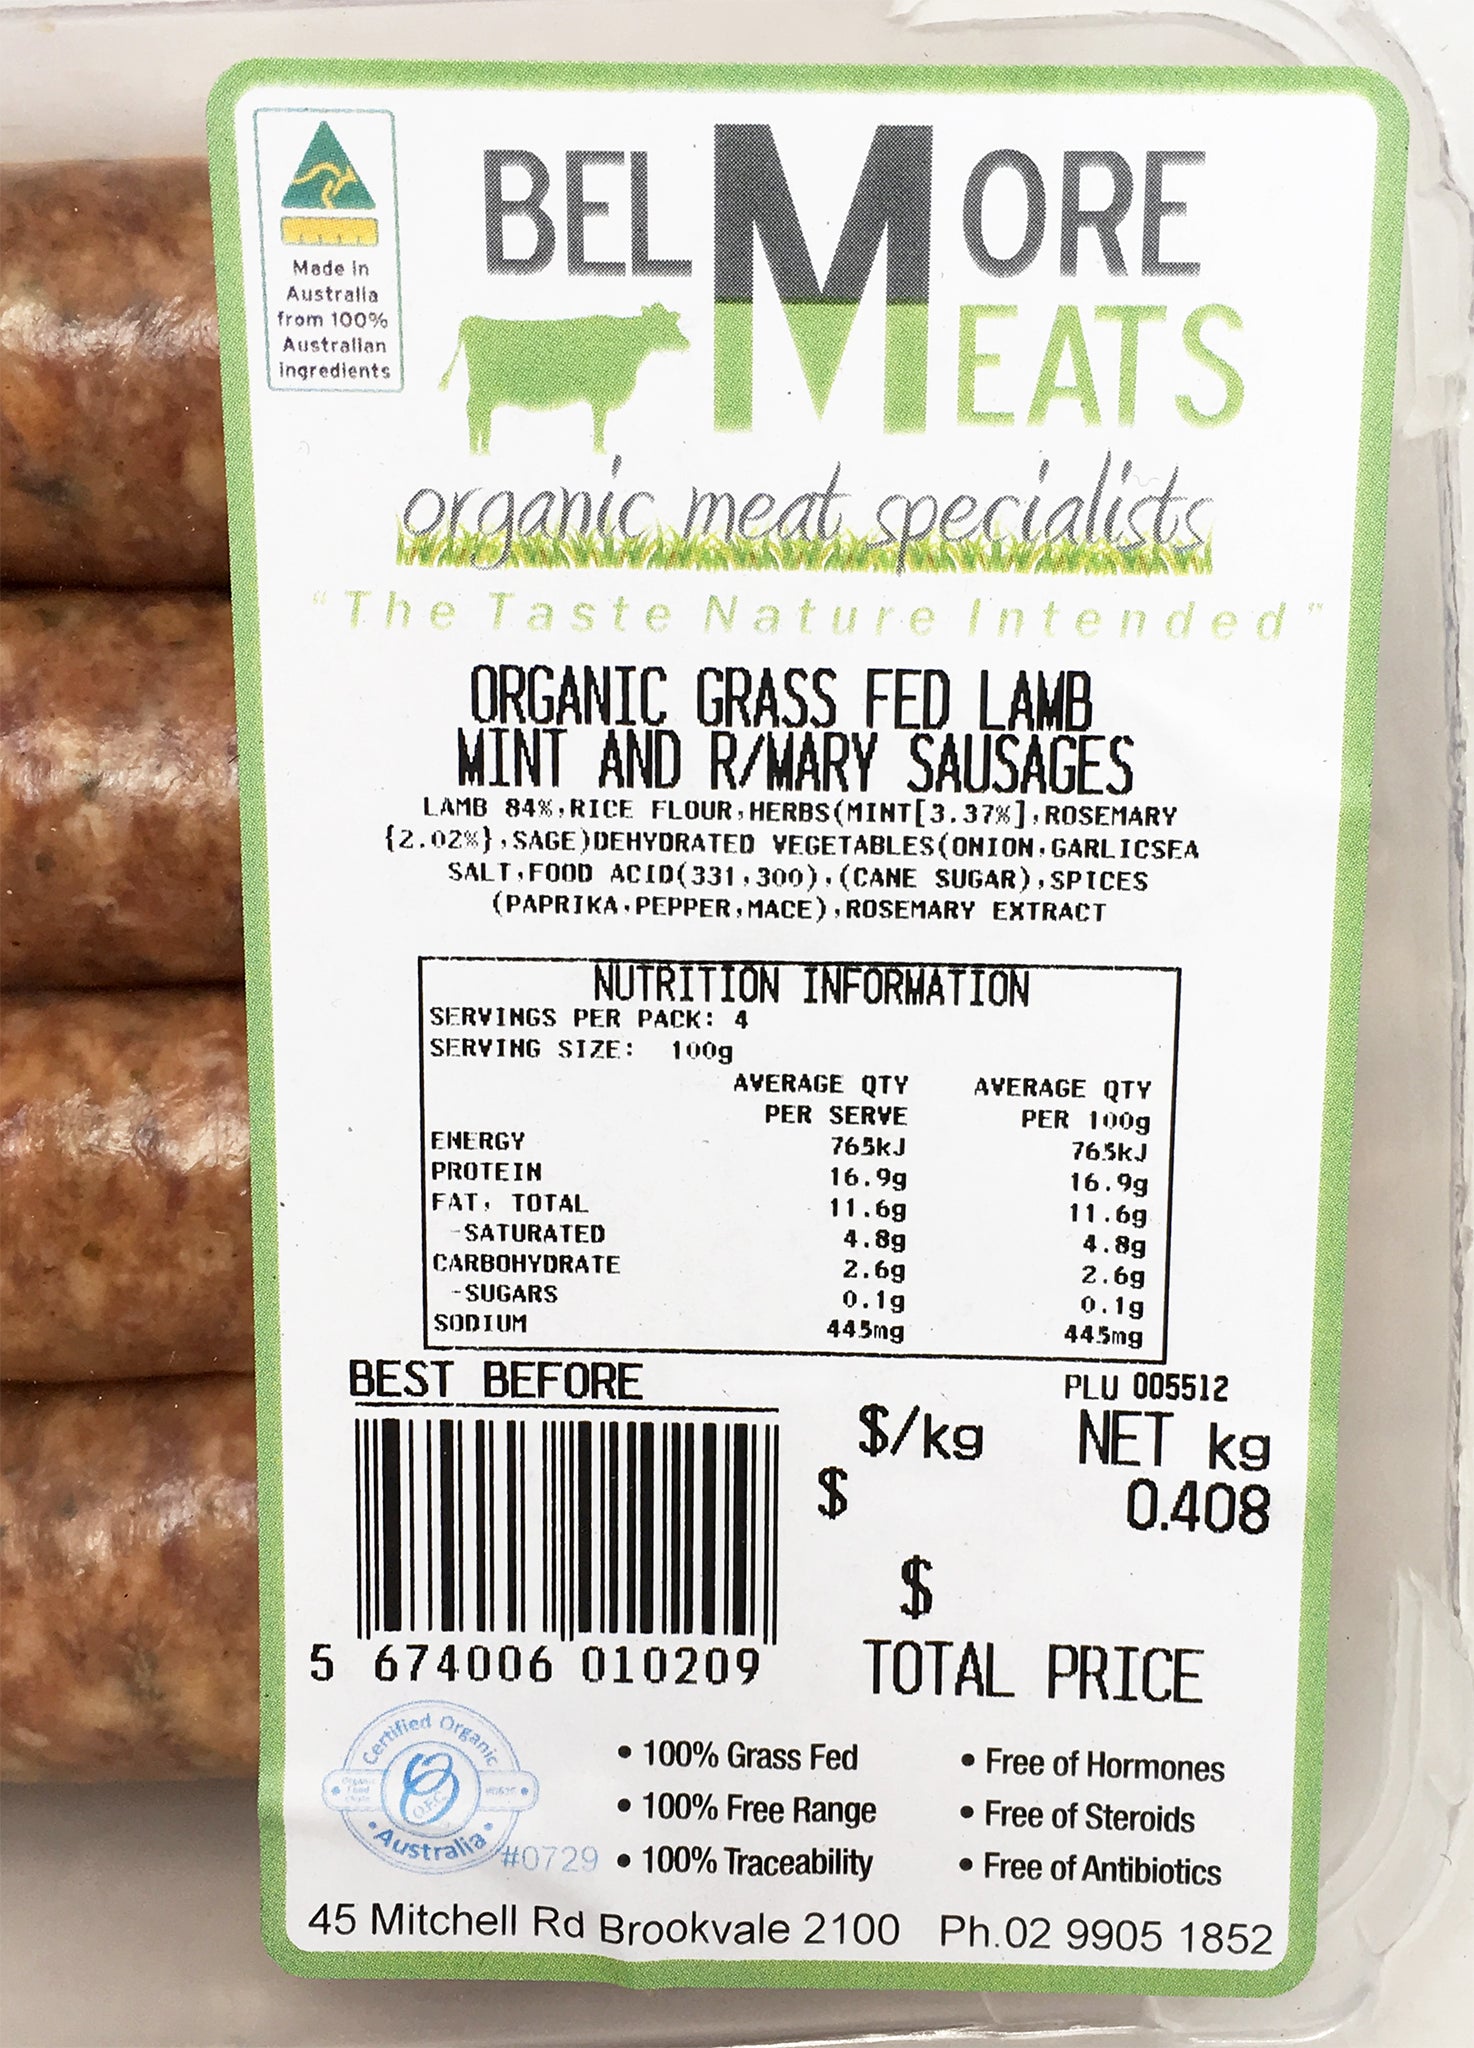 Made in
Australia
from 100%
Australian
ingredients
BELMORE
MEATS
organic meat specialists
"The Taste Nature Intended"
ORGANIC GRASS FED LAMB
MINT AND R/MARY SAUSAGES
LAMB 84%,RICE FLOUR,HERBS(MINT[3.37%],ROSEMARY
{2.02%},SAGE)DEHYDRATED VEGETABLES(ONION,GARLICSEA
SALT,FOOD ACID(331,300),(CANE SUGAR),SPICES
(PAPRIKA,PEPPER,MACE),ROSEMARY EXTRACT
NUTRITION INFORMATION
SERVINGS PER PACK: 4
SERVING SIZE: 100g
AVERAGE QTY AVERAGE QTY
PER SERVE PER 100g
ENERGY 765kJ 765kJ
PROTEIN 16.9g 16.9g
FAT, TOTAL 11.6g 11.6g
-SATURATED 4.8g 4.8g
CARBOHYDRATE 2.6g 2.6g
-SUGARS 0.1g 0.1g
SODIUM 445mg 445mg
BEST BEFORE
PLU 005512
$/kg NET kg
$ 0.408
$
TOTAL PRICE
5 674006 010209
Certified Organic
Organic
Food
Chain
O.F.C.
Australia
#0729
• 100% Grass Fed • Free of Hormones
• 100% Free Range • Free of Steroids
• 100% Traceability • Free of Antibiotics
45 Mitchell Rd Brookvale 2100 Ph.02 9905 1852